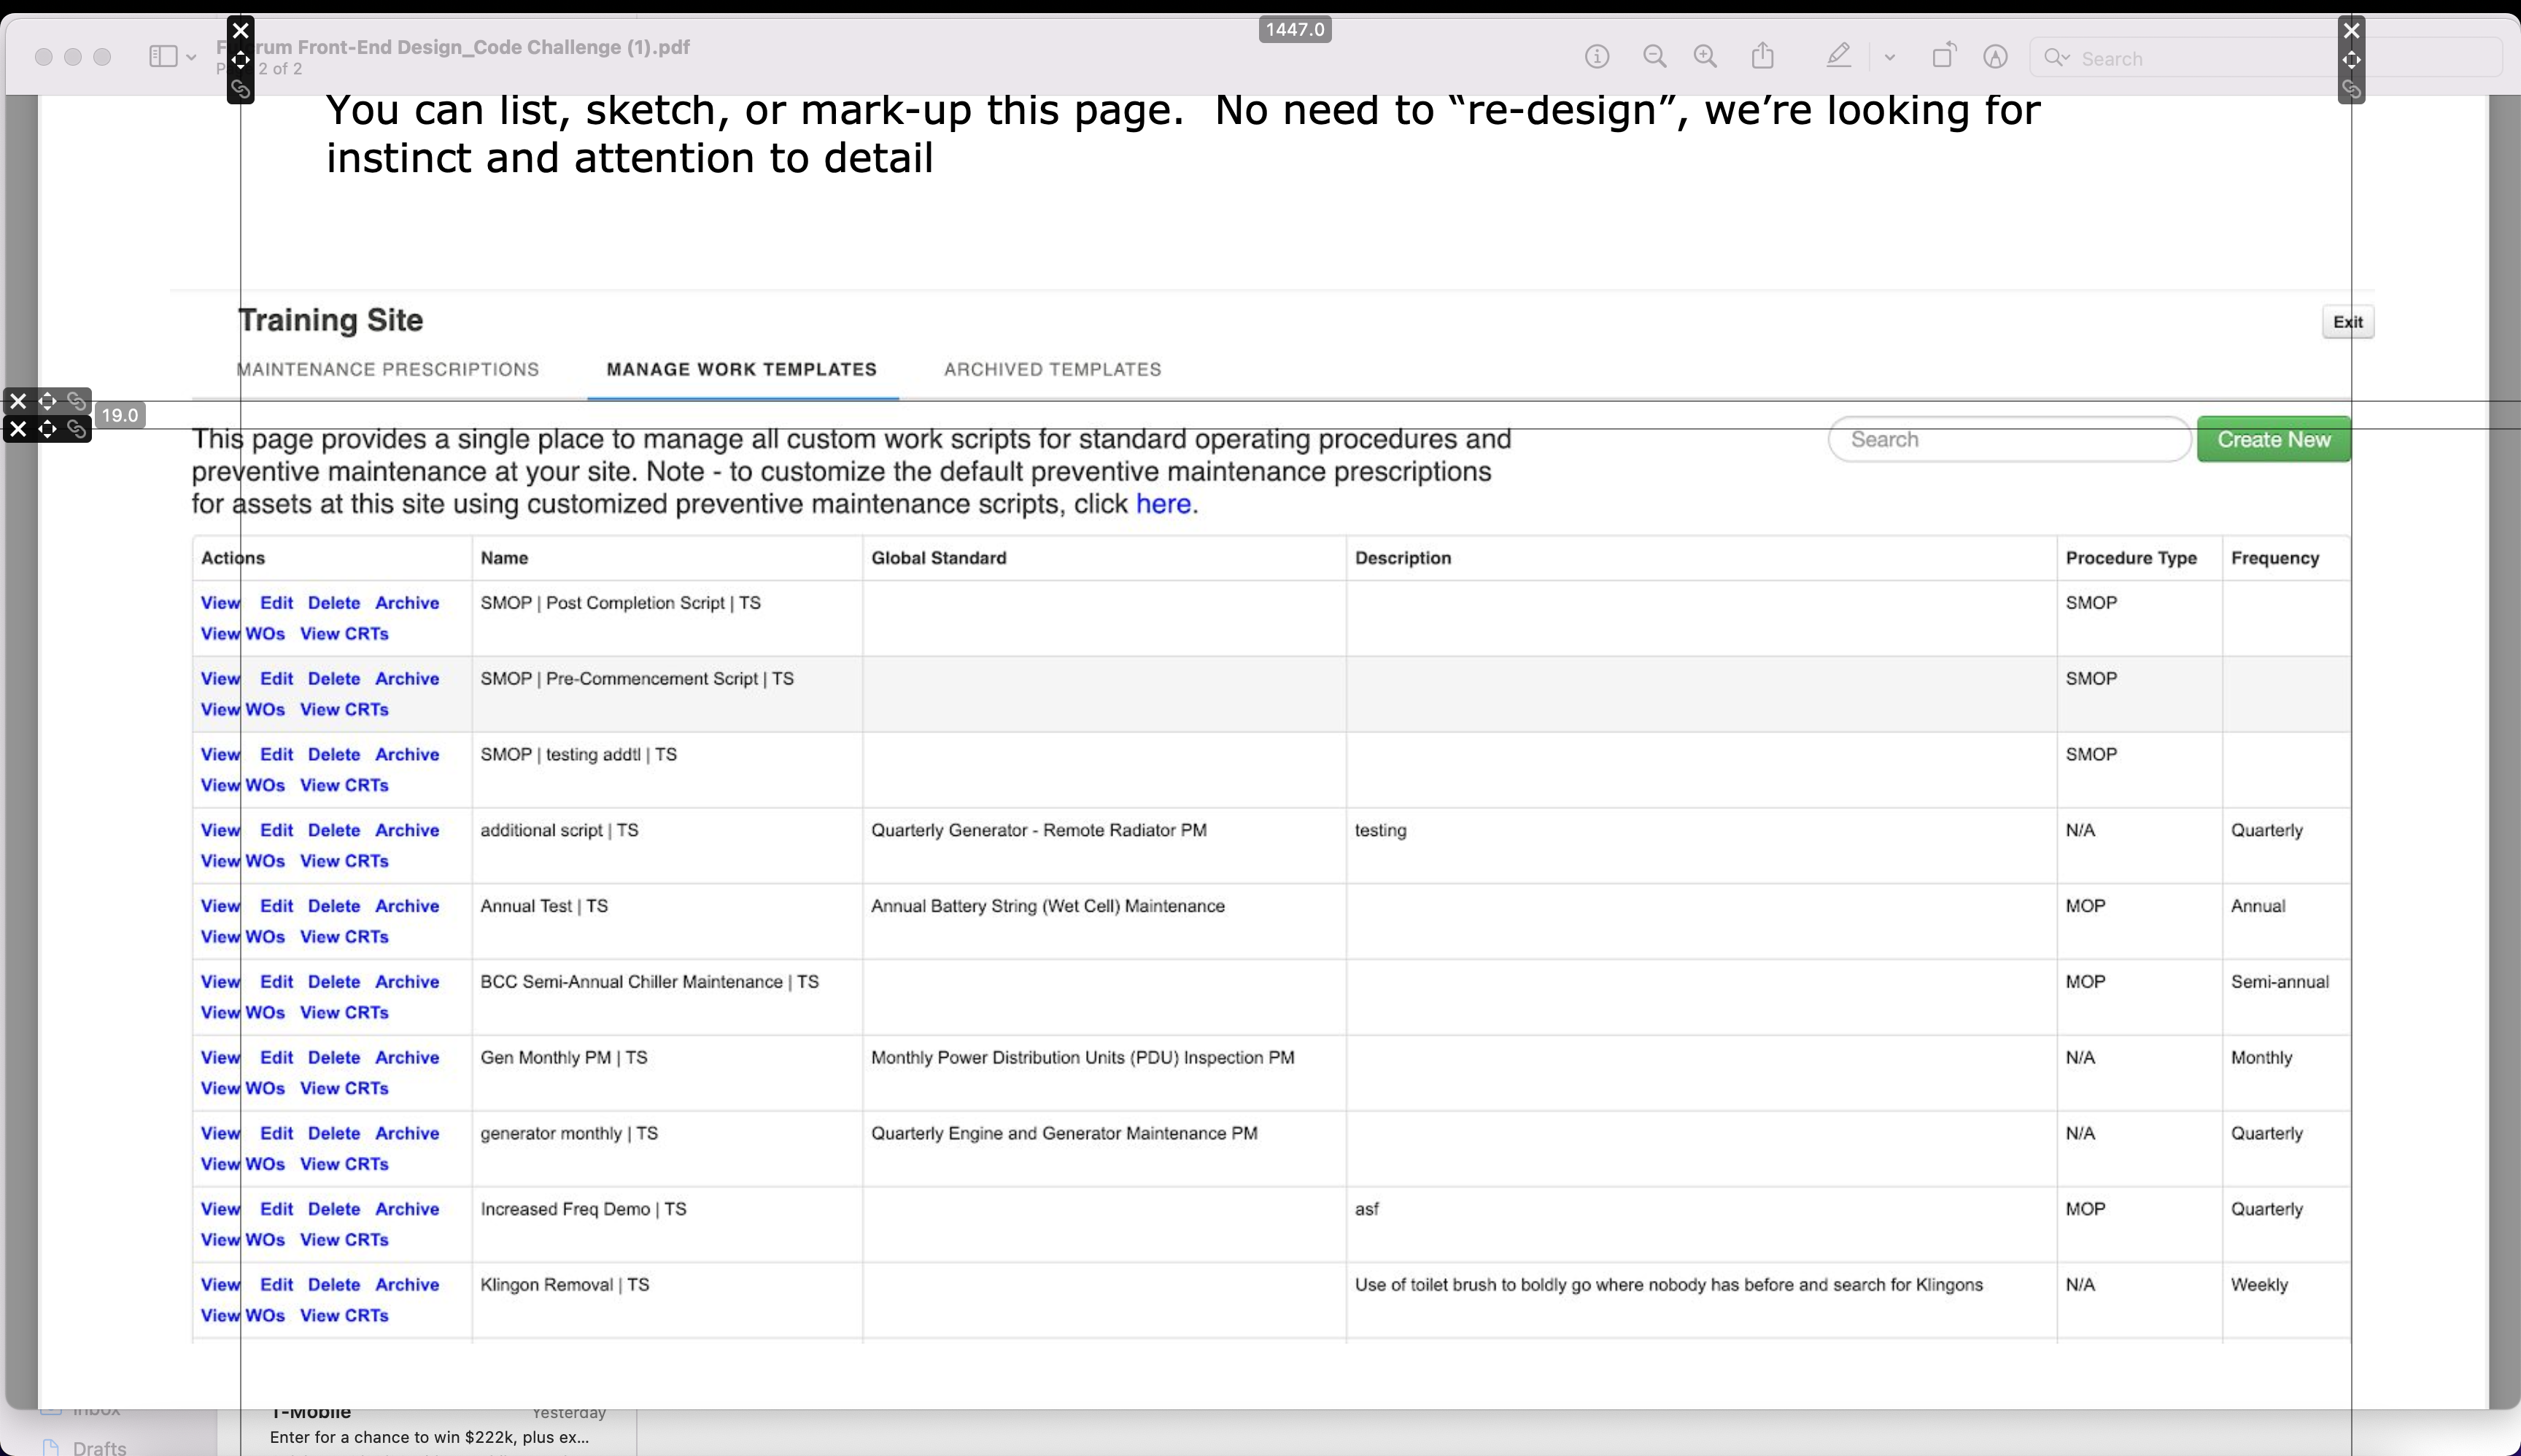 1447.0
rum Front-End Design_Code Challenge (1).pdf
2 of 2
Search
You can list, sketch, or mark-up this page. No need to “re-design”, we’re looking for
instinct and attention to detail
Training Site
Exit
MAINTENANCE PRESCRIPTIONS MANAGE WORK TEMPLATES ARCHIVED TEMPLATES
19.0
This page provides a single place to manage all custom work scripts for standard operating procedures and
preventive maintenance at your site. Note - to customize the default preventive maintenance prescriptions
for assets at this site using customized preventive maintenance scripts, click here.
Search Create New
Actions Name Global Standard Description Procedure Type Frequency
View Edit Delete Archive SMOP | Post Completion Script | TS SMOP
View WOs View CRTs
View Edit Delete Archive SMOP | Pre-Commencement Script | TS SMOP
View WOs View CRTs
View Edit Delete Archive SMOP | testing addtl | TS SMOP
View WOs View CRTs
View Edit Delete Archive additional script | TS Quarterly Generator - Remote Radiator PM testing N/A Quarterly
View WOs View CRTs
View Edit Delete Archive Annual Test | TS Annual Battery String (Wet Cell) Maintenance MOP Annual
View WOs View CRTs
View Edit Delete Archive BCC Semi-Annual Chiller Maintenance | TS MOP Semi-annual
View WOs View CRTs
View Edit Delete Archive Gen Monthly PM | TS Monthly Power Distribution Units (PDU) Inspection PM N/A Monthly
View WOs View CRTs
View Edit Delete Archive generator monthly | TS Quarterly Engine and Generator Maintenance PM N/A Quarterly
View WOs View CRTs
View Edit Delete Archive Increased Freq Demo | TS asf MOP Quarterly
View WOs View CRTs
View Edit Delete Archive Klingon Removal | TS Use of toilet brush to boldly go where nobody has before and search for Klingons N/A Weekly
View WOs View CRTs
Inbox
T-Mobile Yesterday
Enter for a chance to win $222k, plus ex...
Drafts